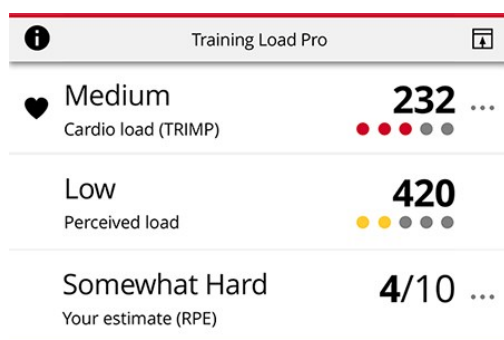 Training Load Pro
Medium 232
Cardio load (TRIMP)
Low 420
Perceived load
Somewhat Hard 4/10
Your estimate (RPE)